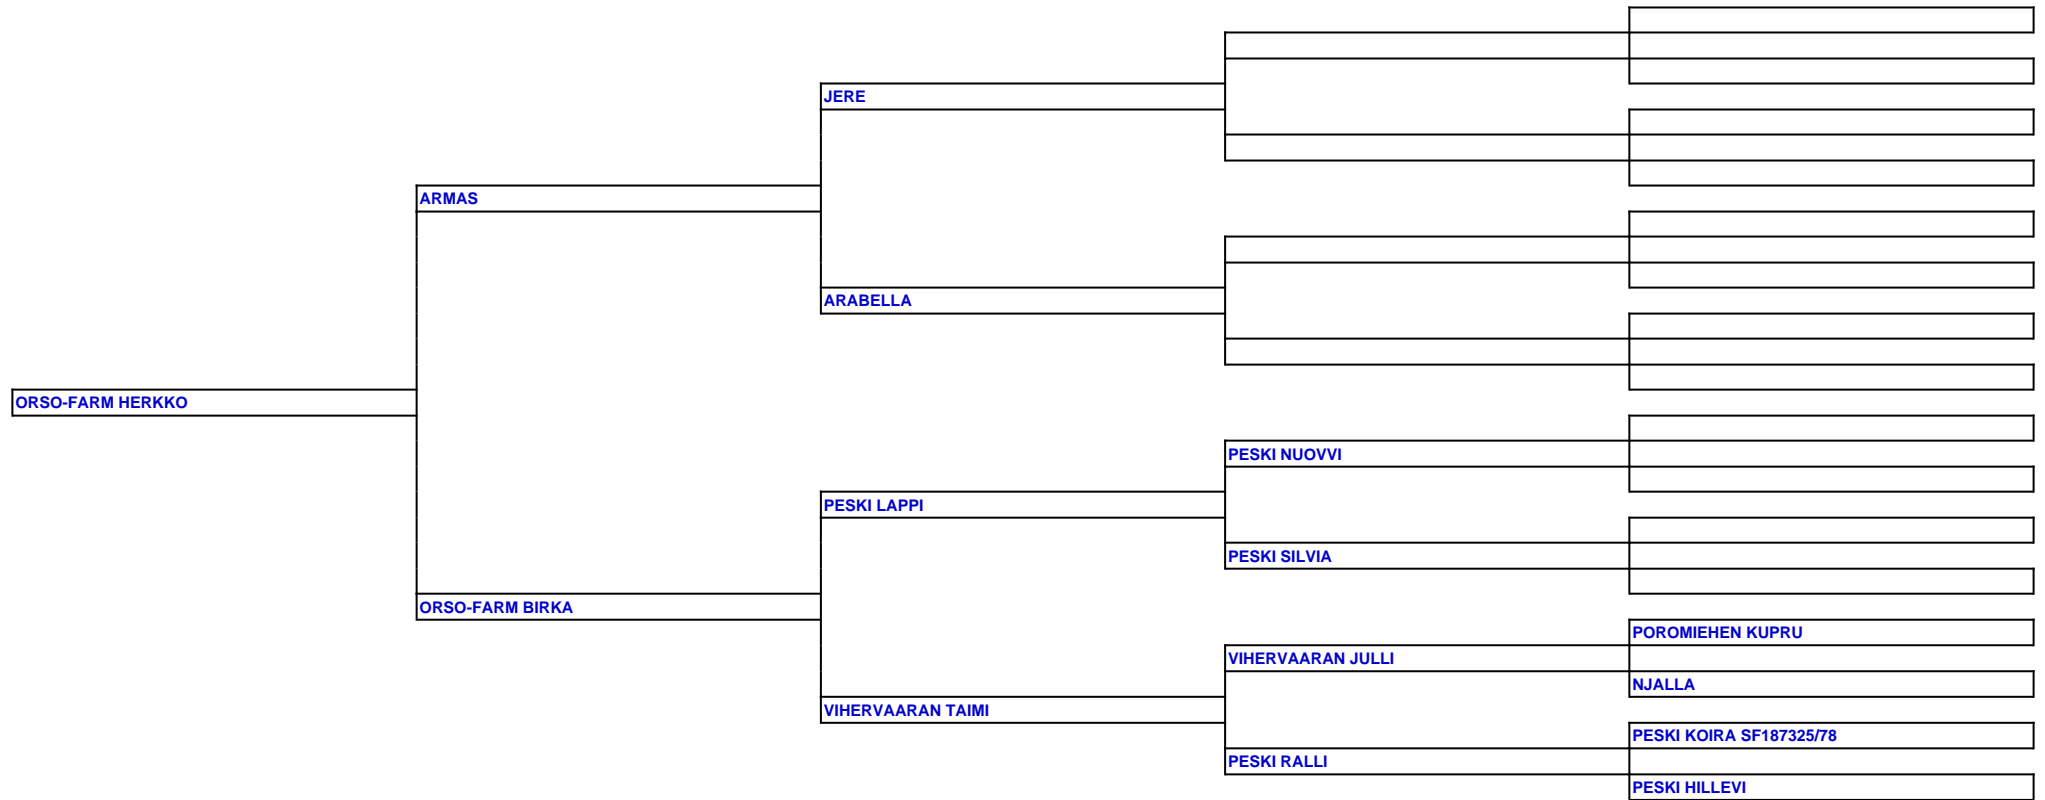 JERE
ARMAS
ARABELLA
ORSO-FARM HERKKO
PESKI NUOVVI
PESKI LAPPI
PESKI SILVIA
ORSO-FARM BIRKA
POROMIEHEN KUPRU
VIHERVAARAN JULLI
NJALLA
VIHERVAARAN TAIMI
PESKI KOIRA SF187325/78
PESKI RALLI
PESKI HILLEVI